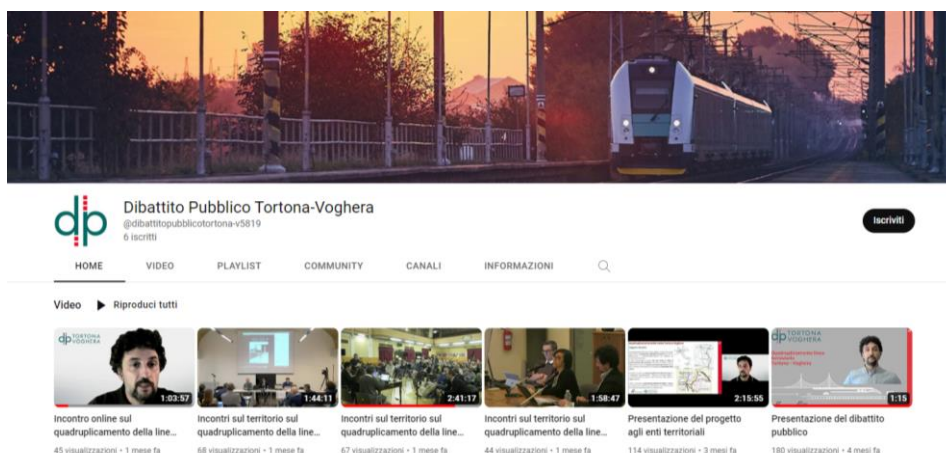 dp
Dibattito Pubblico Tortona-Voghera
@dibattitopubblicotortona-v5819
6 iscritti
Iscriviti
HOME VIDEO PLAYLIST COMMUNITY CANALI INFORMAZIONI
Video Riproduci tutti
dp TORTONA
VOGHERA
1:03:57
1:44:11
2:41:17
1:58:47
2:15:55
dp TORTONA
VOGHERA
Tortona - Voghera
1:15
Incontro online sul
quadruplicamento della line...
45 visualizzazioni • 1 mese fa
Incontri sul territorio sul
quadruplicamento della line...
68 visualizzazioni • 1 mese fa
Incontri sul territorio sul
quadruplicamento della line...
67 visualizzazioni • 1 mese fa
Incontri sul territorio sul
quadruplicamento della line...
44 visualizzazioni • 1 mese fa
Presentazione del progetto
agli enti territoriali
114 visualizzazioni • 3 mesi fa
Presentazione del dibattito
pubblico
180 visualizzazioni • 4 mesi fa